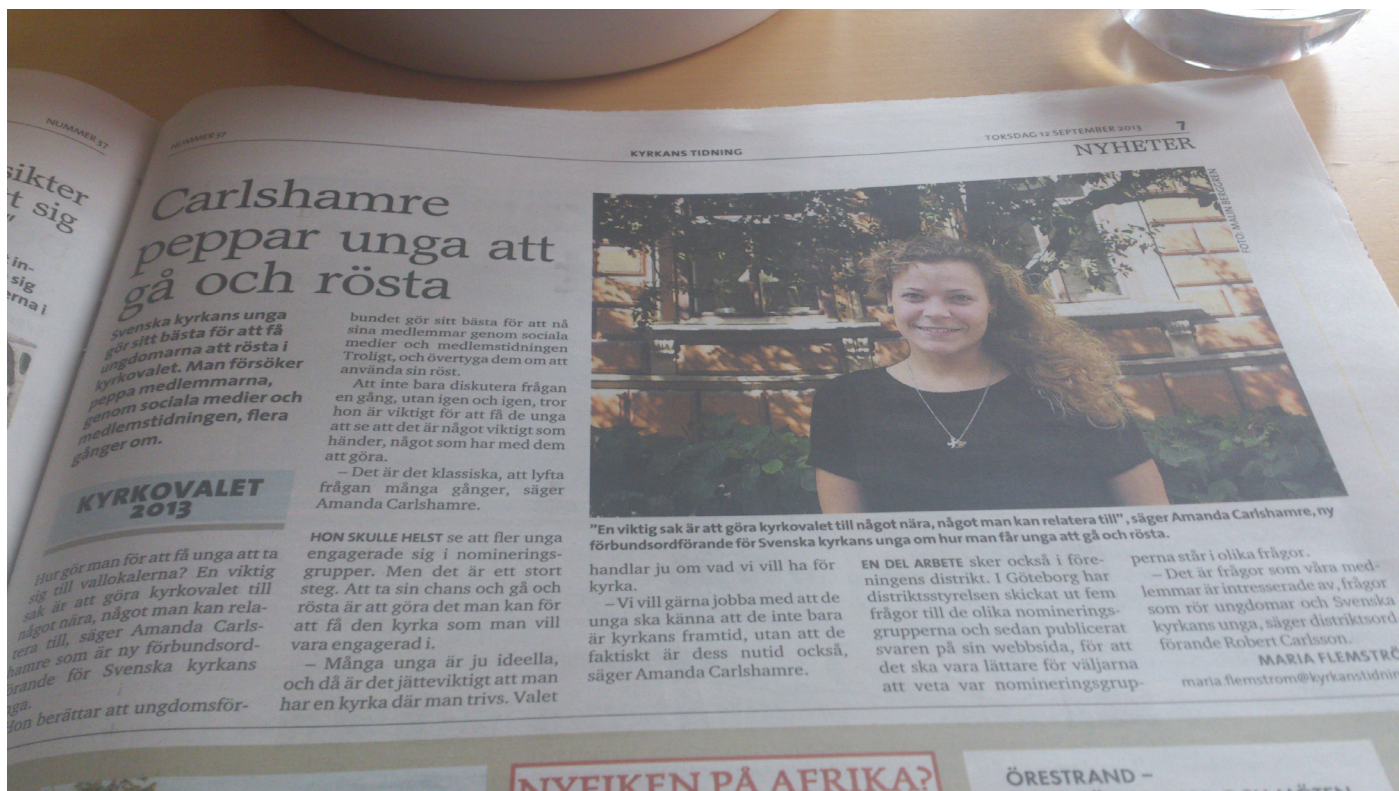 NUMMER 37
sikter
t sig
in-
sig
erna i
NUMMER 37
KYRKANS TIDNING
TORSDAG 12 SEPTEMBER 2013
7
NYHETER
Carlshamre
peppar unga att
gå och rösta
Svenska kyrkans unga
gör sitt bästa för att få
ungdomarna att rösta i
kyrkovalet. Man försöker
peppa medlemmarna,
genom sociala medier och
medlemstidningen, flera
gånger om.
KYRKOVALET
2013
Hur gör man för att få unga att ta
sig till vallokalerna? En viktig
sak är att göra kyrkovalet till
något nära, något man kan rela-
tera till, säger Amanda Carls-
hamre som är ny förbundsord-
förande för Svenska kyrkans
nga.
Hon berättar att ungdomsför-
bundet gör sitt bästa för att nå
sina medlemmar genom sociala
medier och medlemstidningen
Troligt, och övertyga dem om att
använda sin röst.
Att inte bara diskutera frågan
en gång, utan igen och igen, tror
hon är viktigt för att få de unga
att se att det är något viktigt som
händer, något som har med dem
att göra.
– Det är det klassiska, att lyfta
frågan många gånger, säger
Amanda Carlshamre.
HON SKULLE HELST se att fler unga
engagerade sig i nominerings-
grupper. Men det är ett stort
steg. Att ta sin chans och gå och
rösta är att göra det man kan för
att få den kyrka som man vill
vara engagerad i.
– Många unga är ju ideella,
och då är det jätteviktigt att man
har en kyrka där man trivs. Valet
FOTO: MALIN BERGGREN
"En viktig sak är att göra kyrkovalet till något nära, något man kan relatera till", säger Amanda Carlshamre, ny
förbundsordförande för Svenska kyrkans unga om hur man får unga att gå och rösta.
handlar ju om vad vi vill ha för
kyrka.
– Vi vill gärna jobba med att de
unga ska känna att de inte bara
är kyrkans framtid, utan att de
faktiskt är dess nutid också,
säger Amanda Carlshamre.
EN DEL ARBETE sker också i före-
ningens distrikt. I Göteborg har
distriktsstyrelsen skickat ut fem
frågor till de olika nominerings-
grupperna och sedan publicerat
svaren på sin webbsida, för att
det ska vara lättare för väljarna
att veta var nomineringsgrup-
perna står i olika frågor.
– Det är frågor som våra med-
lemmar är intresserade av, frågor
som rör ungdomar och Svenska
kyrkans unga, säger distriktsord
förande Robert Carlsson.
MARIA FLEMSTRÖ
maria.flemstrom@kyrkanstidnin
NYFIKEN PÅ AFRIKA?
ÖRESTRAND –